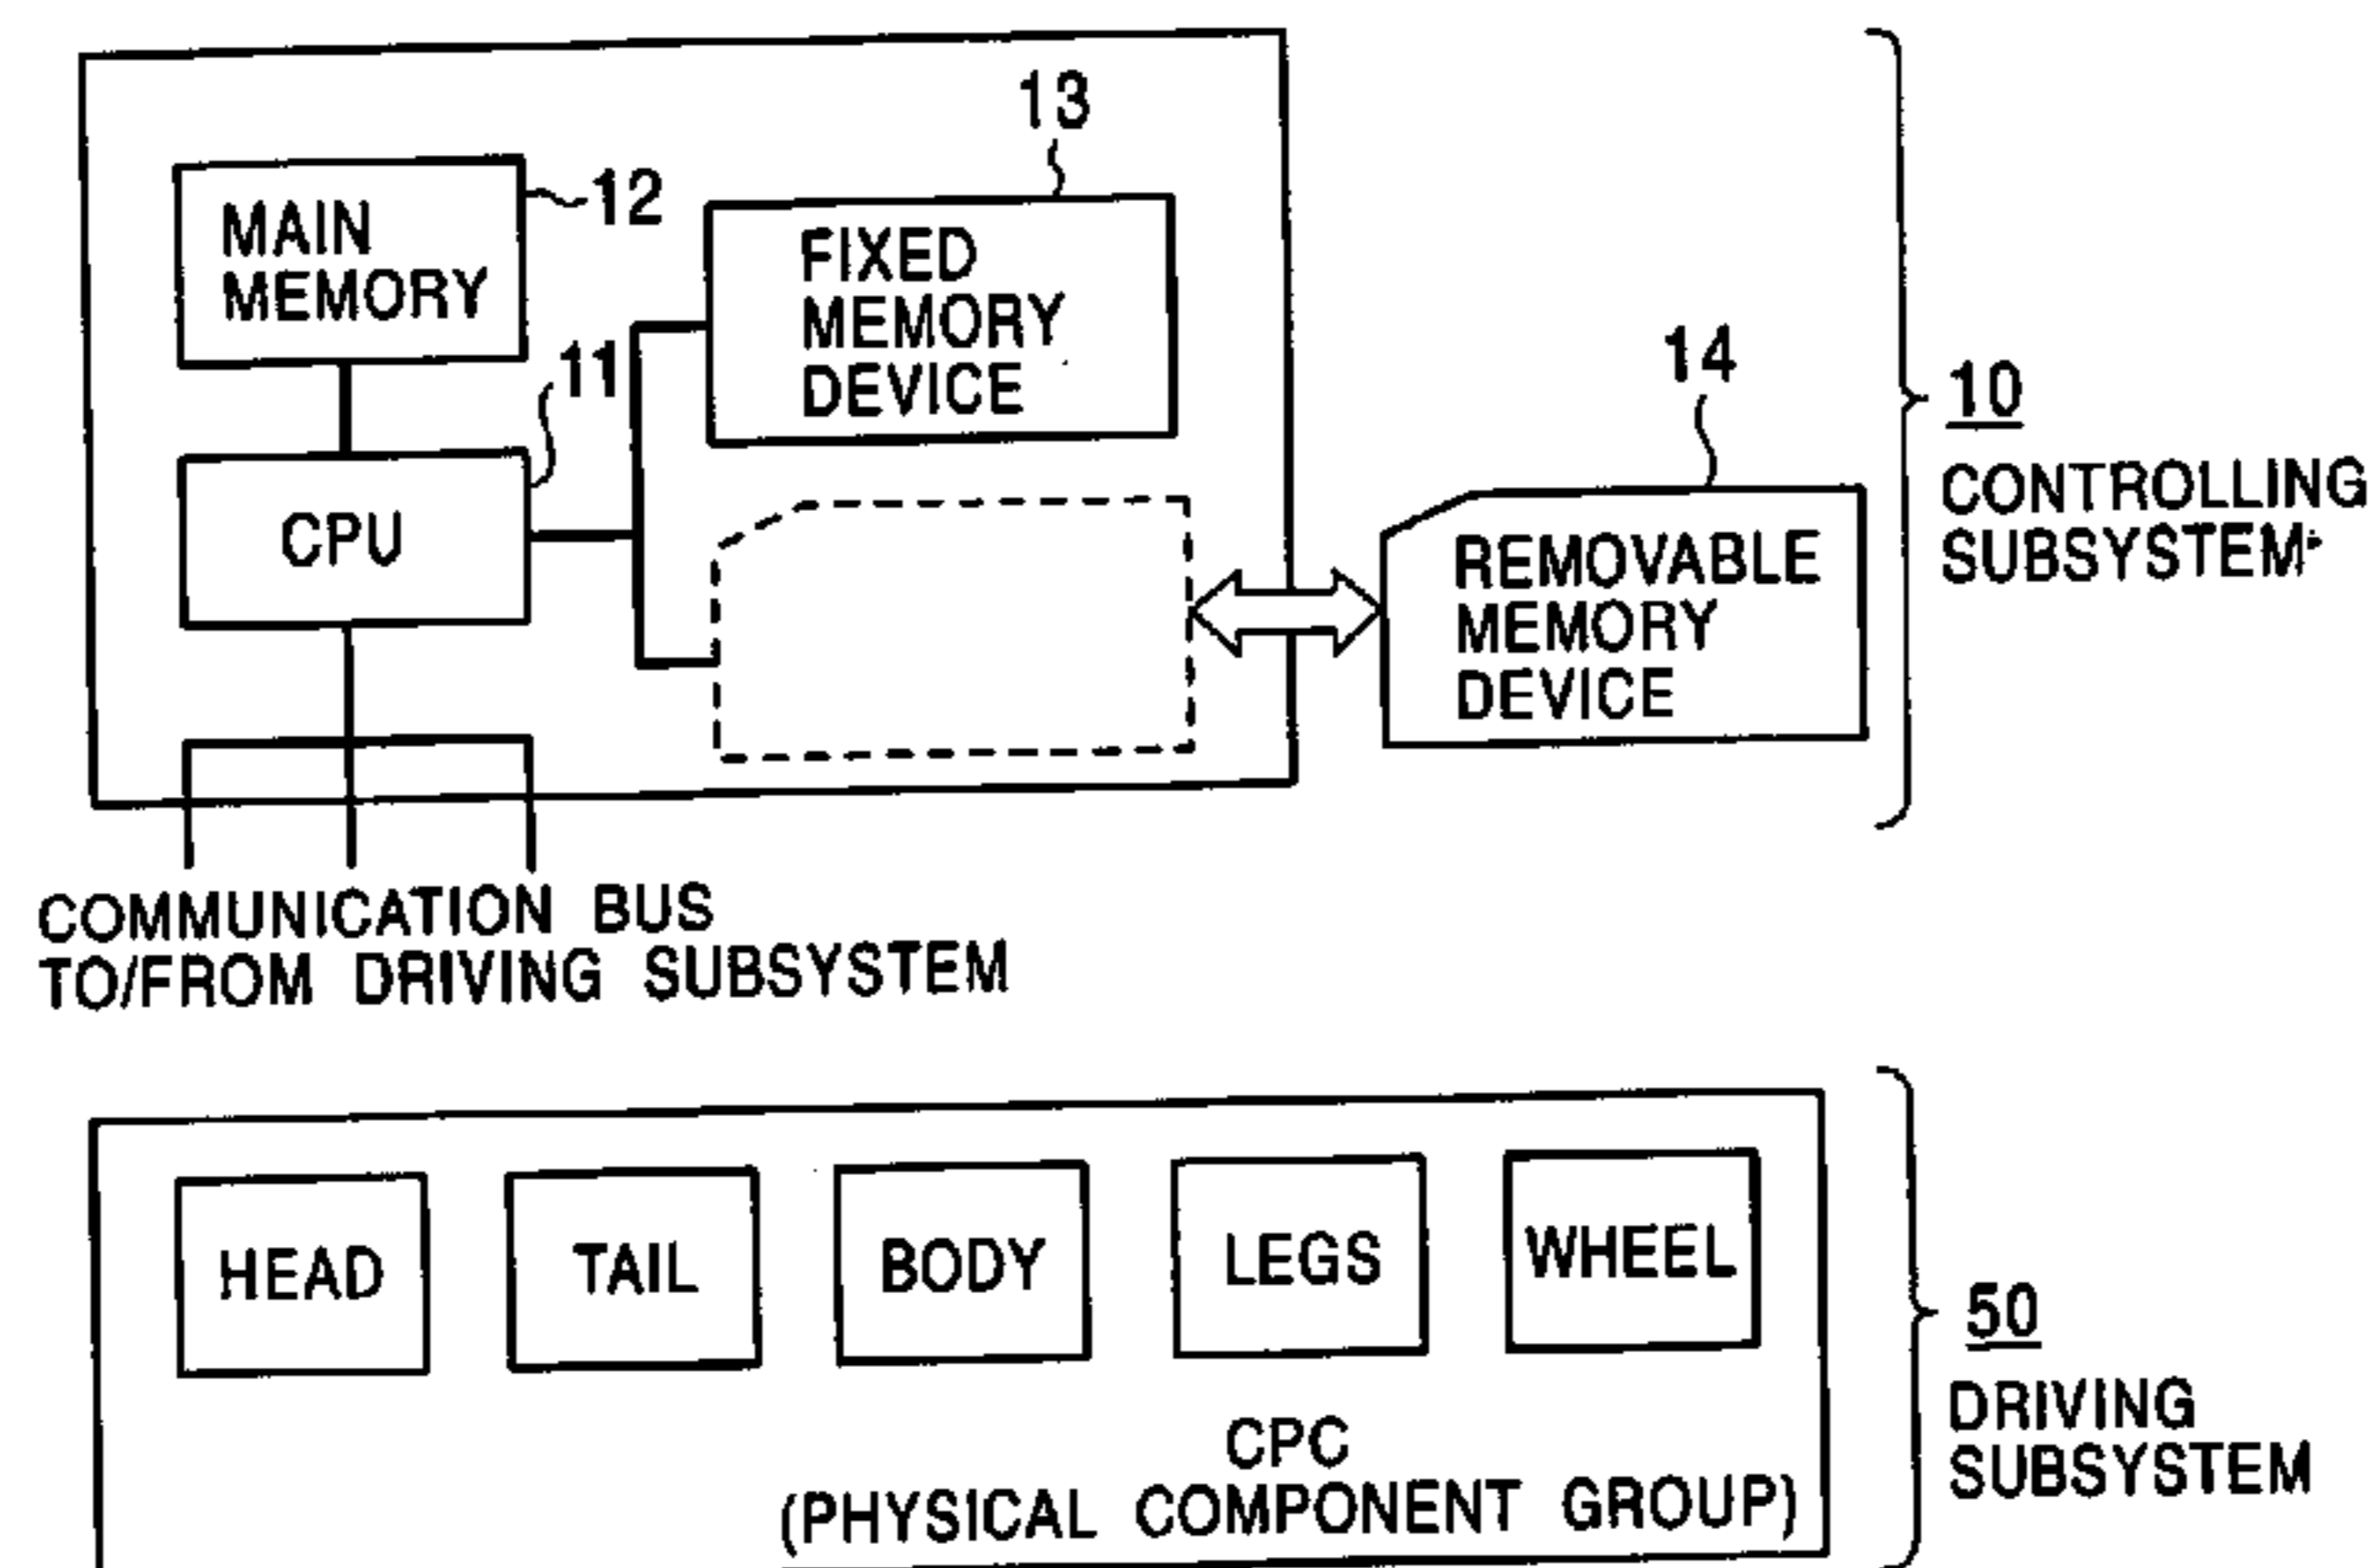 13
12
MAIN
MEMORY
FIXED
MEMORY
DEVICE
11
14
10
CPU
CONTROLLING
SUBSYSTEM
REMOVABLE
MEMORY
DEVICE
COMMUNICATION BUS
TO/FROM DRIVING SUBSYSTEM
HEAD
TAIL
BODY
LEGS
WHEEL
50
DRIVING
SUBSYSTEM
CPC
(PHYSICAL COMPONENT GROUP)